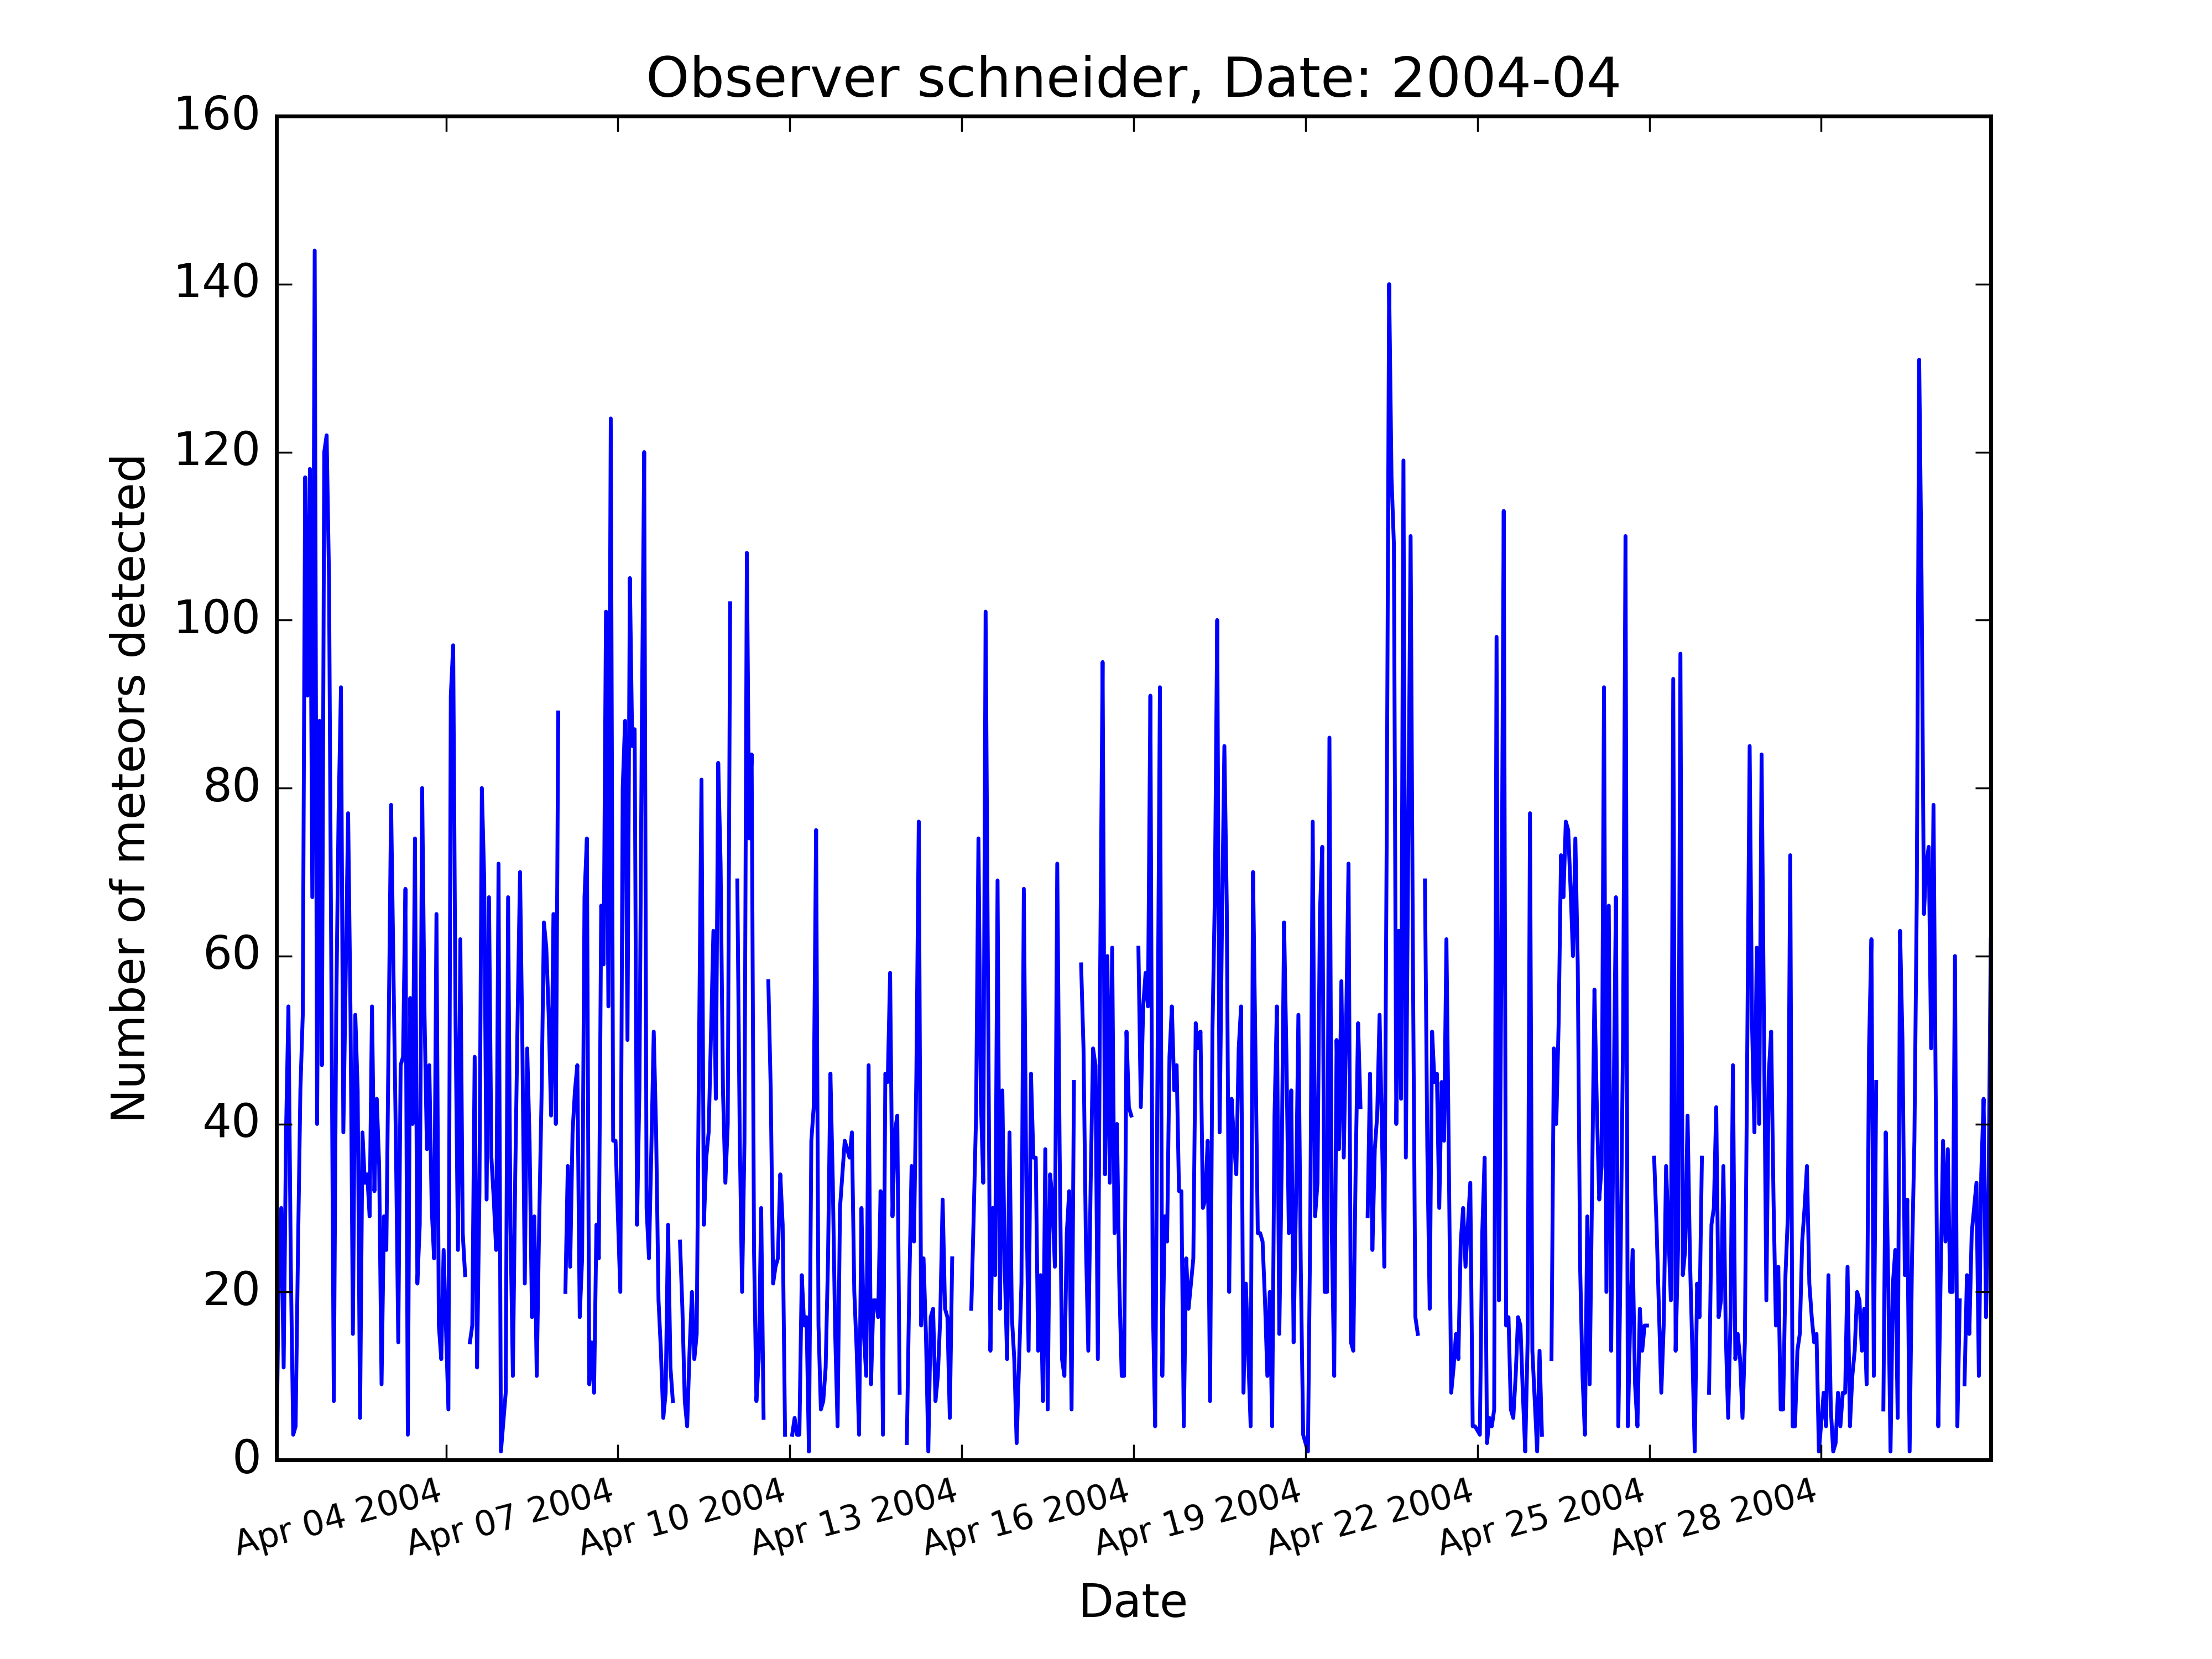 Observer schneider, Date: 2004-04
160
140
120
100
80
60
40
20
0
Number of meteors detected
Apr 04 2004
Apr 07 2004
Apr 10 2004
Apr 13 2004
Apr 16 2004
Apr 19 2004
Apr 22 2004
Apr 25 2004
Apr 28 2004
Date